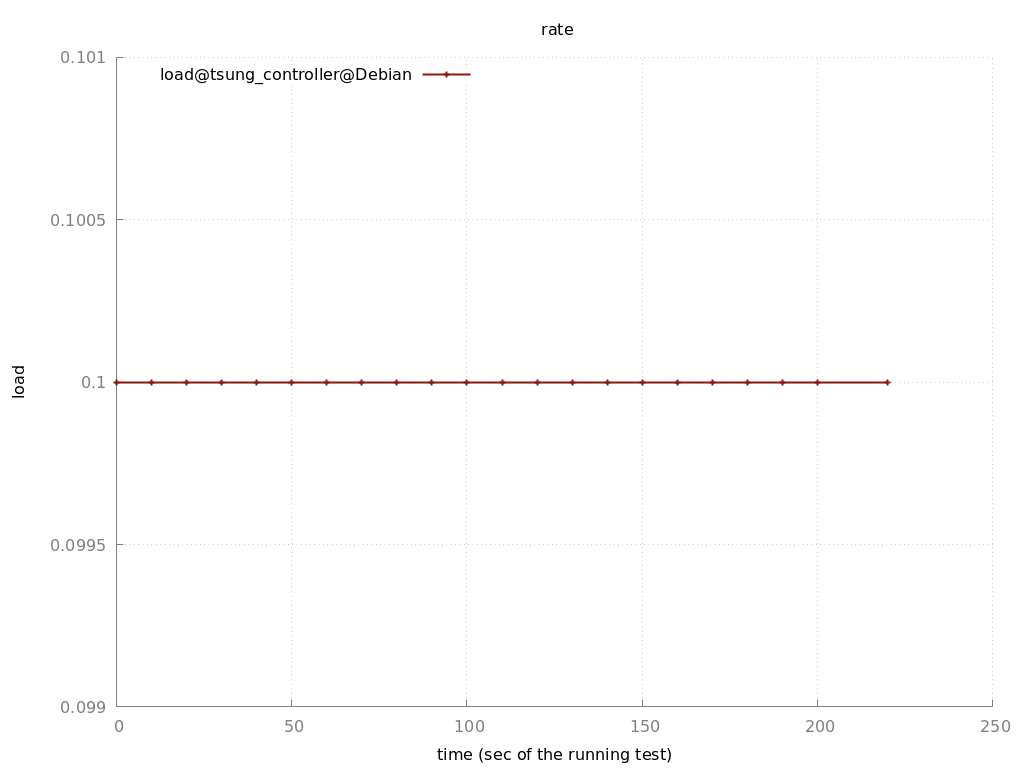 rate
0.101
load@tsung_controller@Debian
0.1005
load
0.1
0.0995
0.099
0 50 100 150 200 250
time (sec of the running test)